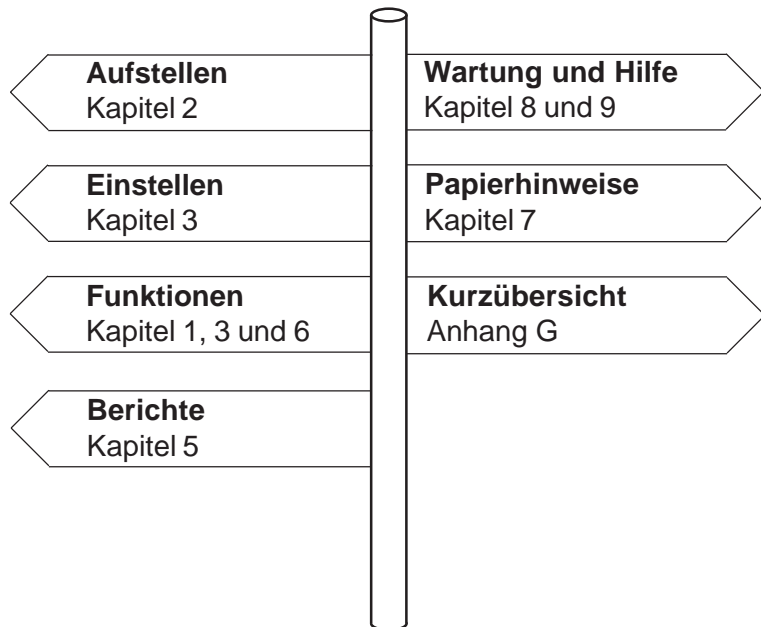 Aufstellen
Kapitel 2
Einstellen
Kapitel 3
Funktionen
Kapitel 1, 3 und 6
Berichte
Kapitel 5
Wartung und Hilfe
Kapitel 8 und 9
Papierhinweise
Kapitel 7
Kurzübersicht
Anhang G